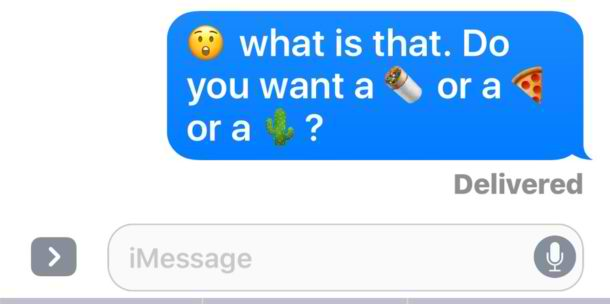 😲 what is that. Do
you want a 🌯 or a 🍕
or a 🌵 ?
Delivered
iMessage